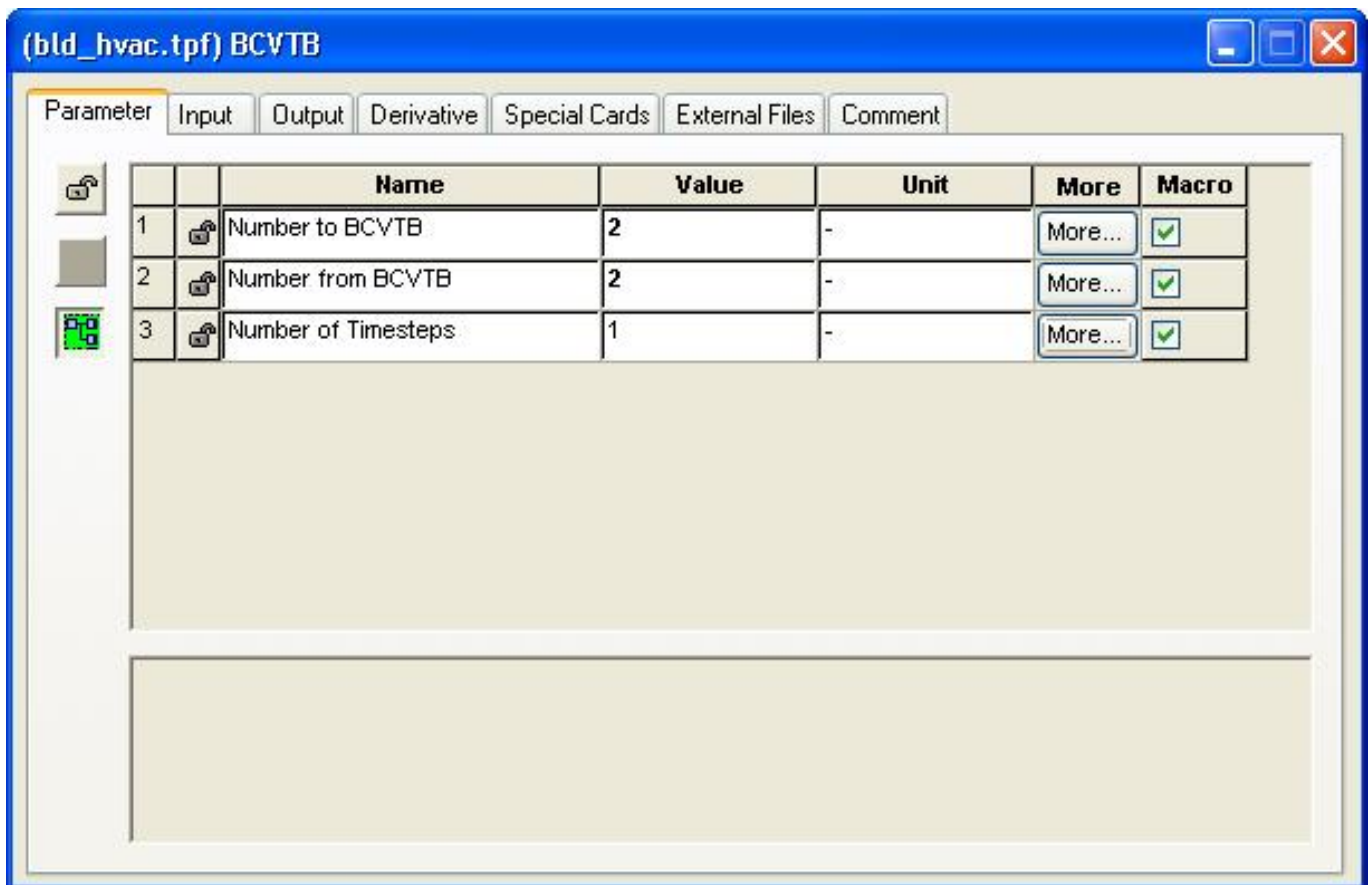 (bld_hvac.tpf) BCVTB
Parameter Input Output Derivative Special Cards External Files Comment
Name Value Unit More Macro
1 Number to BCVTB 2 - More...
2 Number from BCVTB 2 - More...
3 Number of Timesteps 1 - More...